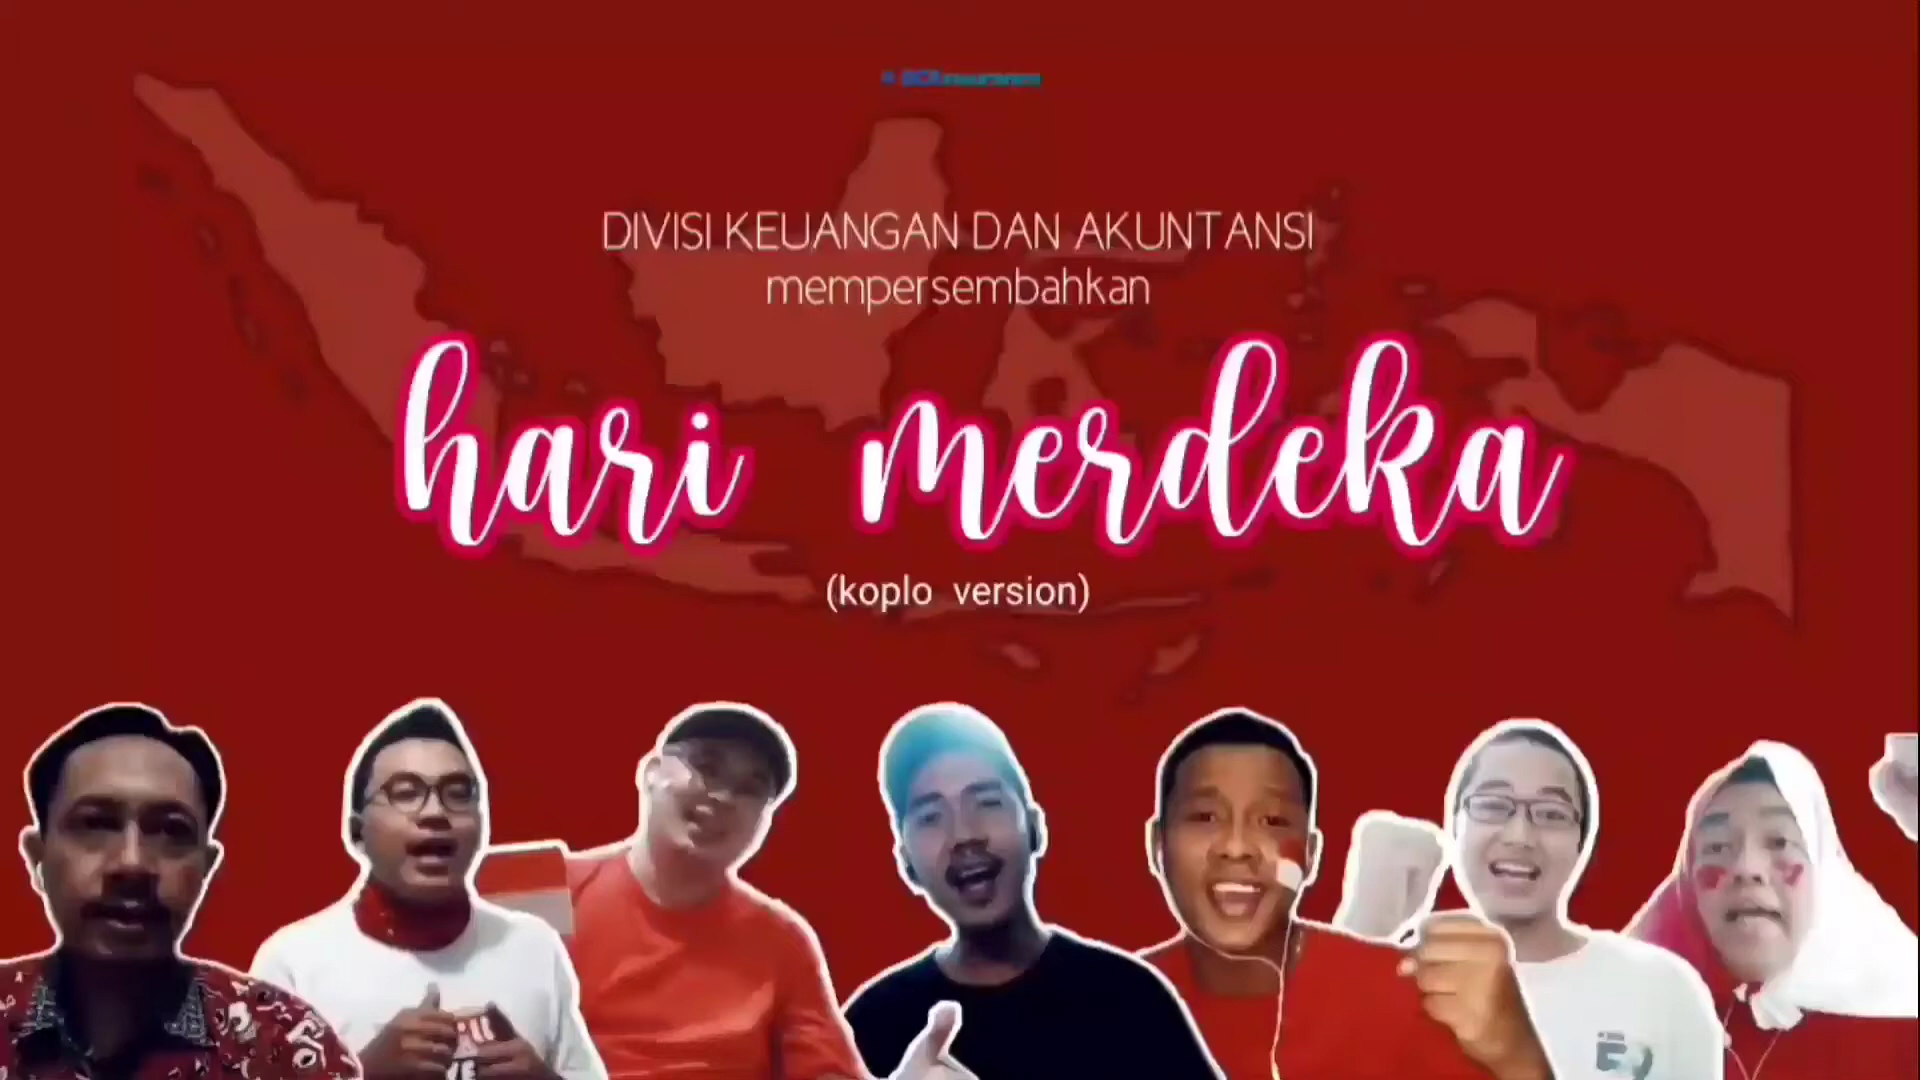 DIVISI KEUANGAN DAN AKUNTANSI
mempersembahkan
hari merdeka
(koplo version)